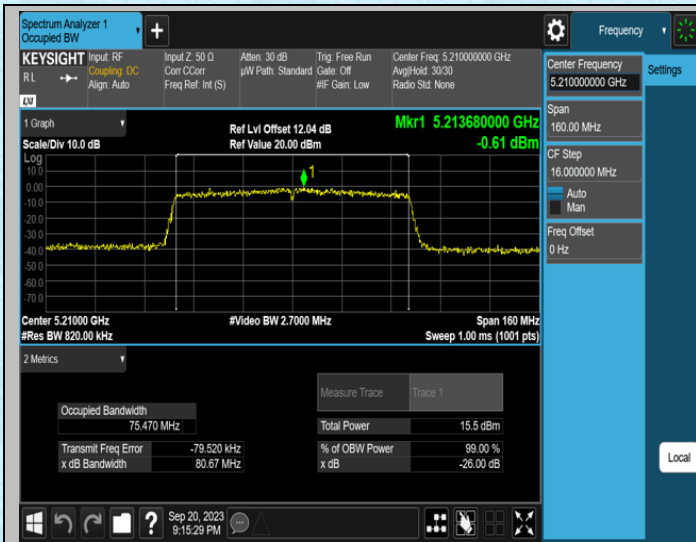 Spectrum Analyzer 1
Occupied BW
+
Frequency
KEYSIGHT
RL
LXI
Input: RF
Coupling: DC
Align: Auto
Input Z: 50 Ω
Corr CCorr
Freq Ref: Int (S)
Atten: 30 dB
µW Path: Standard
Trig: Free Run
Gate: Off
#IF Gain: Low
Center Freq: 5.210000000 GHz
Avg|Hold: 30/30
Radio Std: None
Center Frequency
5.210000000 GHz
Settings
Span
160.00 MHz
CF Step
16.000000 MHz
Auto
Man
Freq Offset
0 Hz
Local
1 Graph
Scale/Div 10.0 dB
Ref Lvl Offset 12.04 dB
Ref Value 20.00 dBm
Mkr1 5.213680000 GHz
-0.61 dBm
Log
10.0
0.00
-10.0
-20.0
-30.0
-40.0
-50.0
-60.0
-70.0
1
Center 5.21000 GHz
#Res BW 820.00 kHz
#Video BW 2.7000 MHz
Span 160 MHz
Sweep 1.00 ms (1001 pts)
2 Metrics
Measure Trace
Trace 1
Occupied Bandwidth
75.470 MHz
Total Power
15.5 dBm
Transmit Freq Error
-79.520 kHz
% of OBW Power
99.00 %
x dB Bandwidth
80.67 MHz
x dB
-26.00 dB
?
Sep 20, 2023
9:15:29 PM